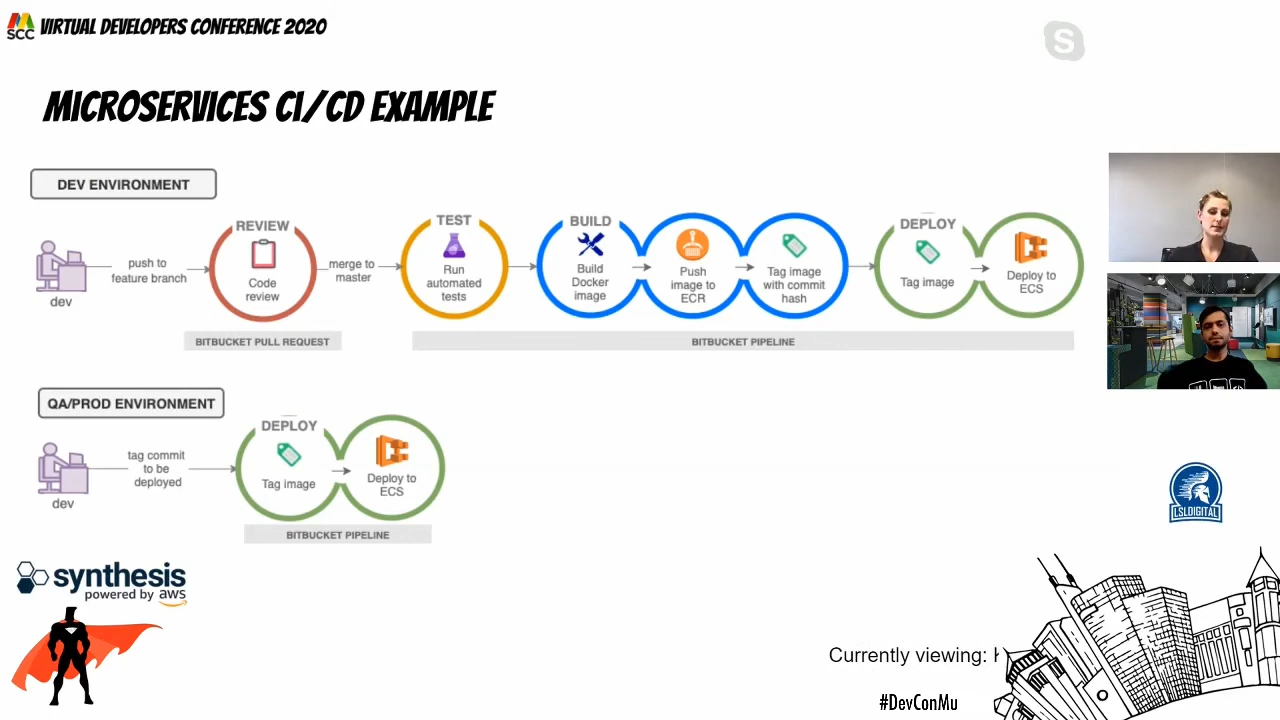 SCC VIRTUAL DEVELOPERS CONFERENCE 2020
S
MICROSERVICES CI/CD EXAMPLE
DEV ENVIRONMENT
dev
push to
feature branch
REVIEW
Code
review
merge to
master
TEST
Run
automated
tests
BUILD
Build
Docker
image
Push
image to
ECR
Tag image
with commit
hash
DEPLOY
Tag image
Deploy to
ECS
BITBUCKET PULL REQUEST
BITBUCKET PIPELINE
QA/PROD ENVIRONMENT
dev
tag commit
to be
deployed
DEPLOY
Tag image
Deploy to
ECS
BITBUCKET PIPELINE
LSLDIGITAL
synthesis
powered by aws
Currently viewing:
#DevConMu